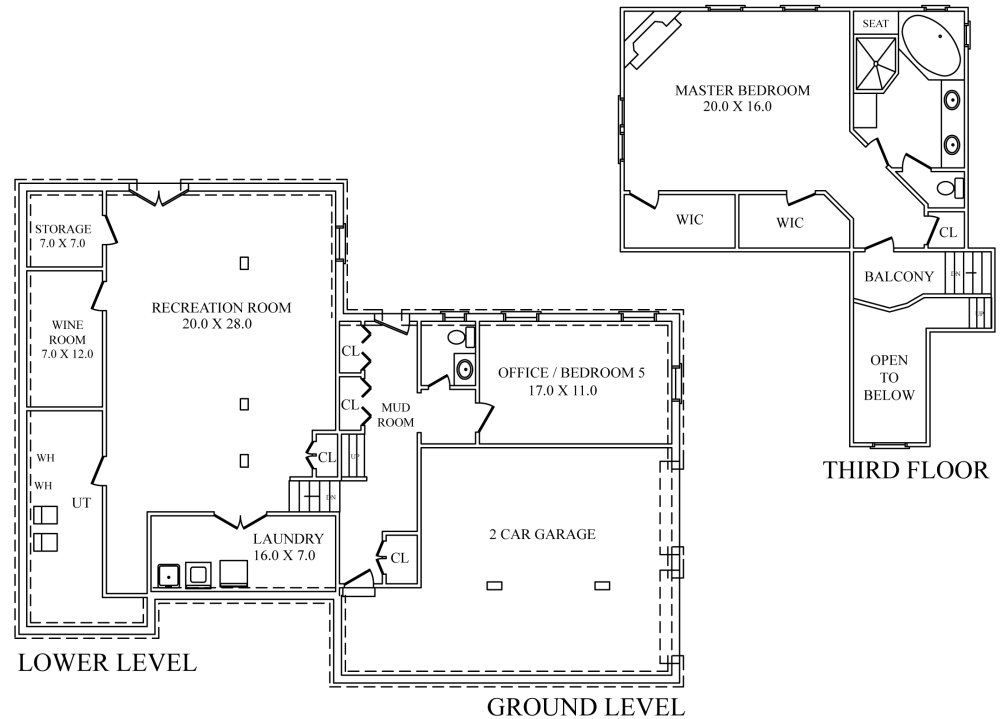 SEAT
MASTER BEDROOM
20.0 X 16.0
WIC
WIC
CL
BALCONY
DN
UP
OPEN
TO
BELOW
THIRD FLOOR
STORAGE
7.0 X 7.0
RECREATION ROOM
20.0 X 28.0
WINE
ROOM
7.0 X 12.0
CL
CL
MUD
ROOM
OFFICE / BEDROOM 5
17.0 X 11.0
CL
UP
WH
WH
UT
DN
LAUNDRY
16.0 X 7.0
CL
2 CAR GARAGE
LOWER LEVEL
GROUND LEVEL